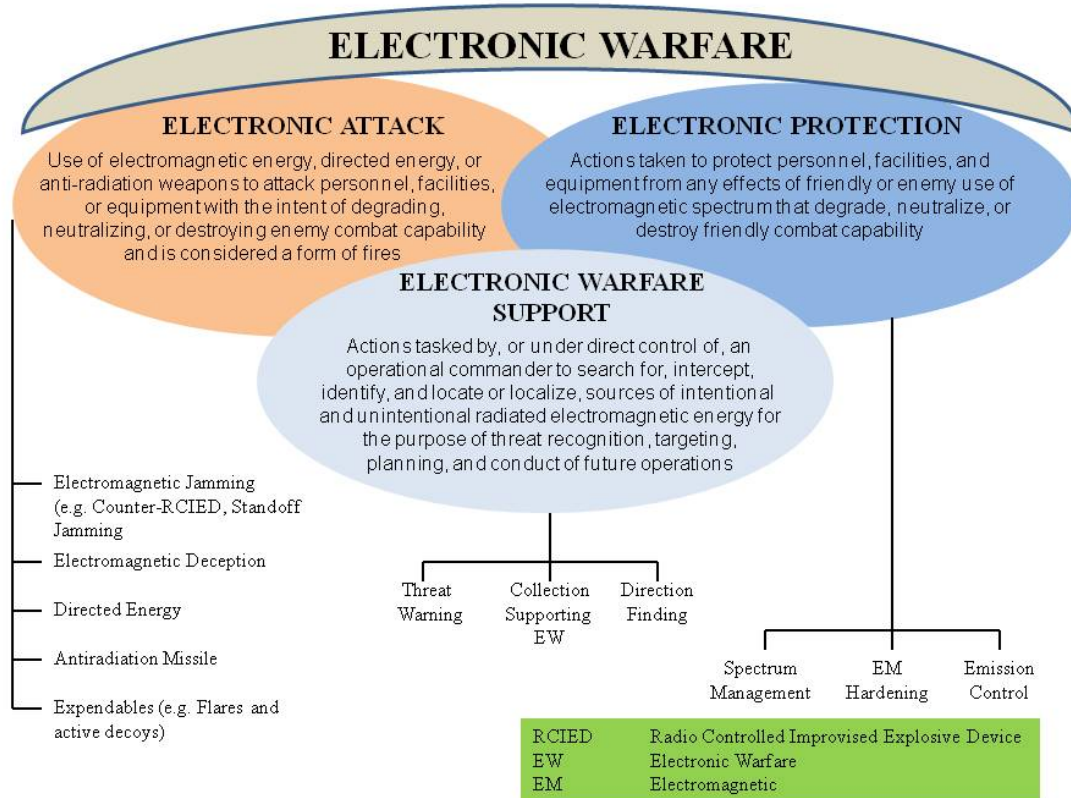 ELECTRONIC WARFARE
ELECTRONIC ATTACK
Use of electromagnetic energy, directed energy, or
anti-radiation weapons to attack personnel, facilities,
or equipment with the intent of degrading,
neutralizing, or destroying enemy combat capability
and is considered a form of fires
ELECTRONIC PROTECTION
Actions taken to protect personnel, facilities, and
equipment from any effects of friendly or enemy use of
electromagnetic spectrum that degrade, neutralize, or
destroy friendly combat capability
ELECTRONIC WARFARE
SUPPORT
Actions tasked by, or under direct control of, an
operational commander to search for, intercept,
identify, and locate or localize, sources of intentional
and unintentional radiated electromagnetic energy for
the purpose of threat recognition, targeting,
planning, and conduct of future operations
Electromagnetic Jamming
(e.g. Counter-RCIED, Standoff
Jamming
Electromagnetic Deception
Directed Energy
Antiradiation Missile
Expendables (e.g. Flares and
active decoys)
Threat
Warning
Collection
Supporting
EW
Direction
Finding
Spectrum
Management
EM
Hardening
Emission
Control
RCIED Radio Controlled Improvised Explosive Device
EW Electronic Warfare
EM Electromagnetic